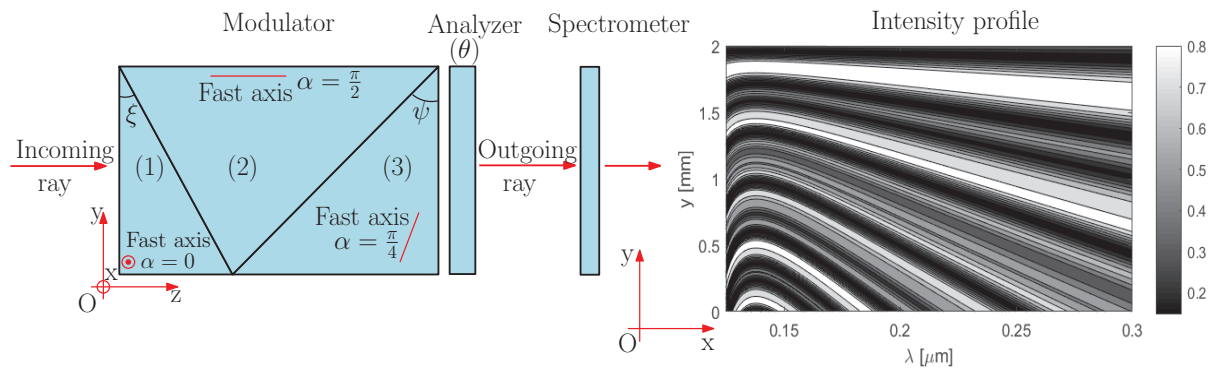 Modulator
Analyzer
(θ)
Spectrometer
Intensity profile
Fast axis α = π/2
ξ
ψ
Incoming
ray
(1)
(2)
(3)
Outgoing
ray
Fast axis
α = π/4
y
Fast axis
α = 0
x
O
z
y
O
x
2
1.5
1
0.5
0
y [mm]
0.15
0.2
0.25
0.3
λ [μm]
0.8
0.7
0.6
0.5
0.4
0.3
0.2